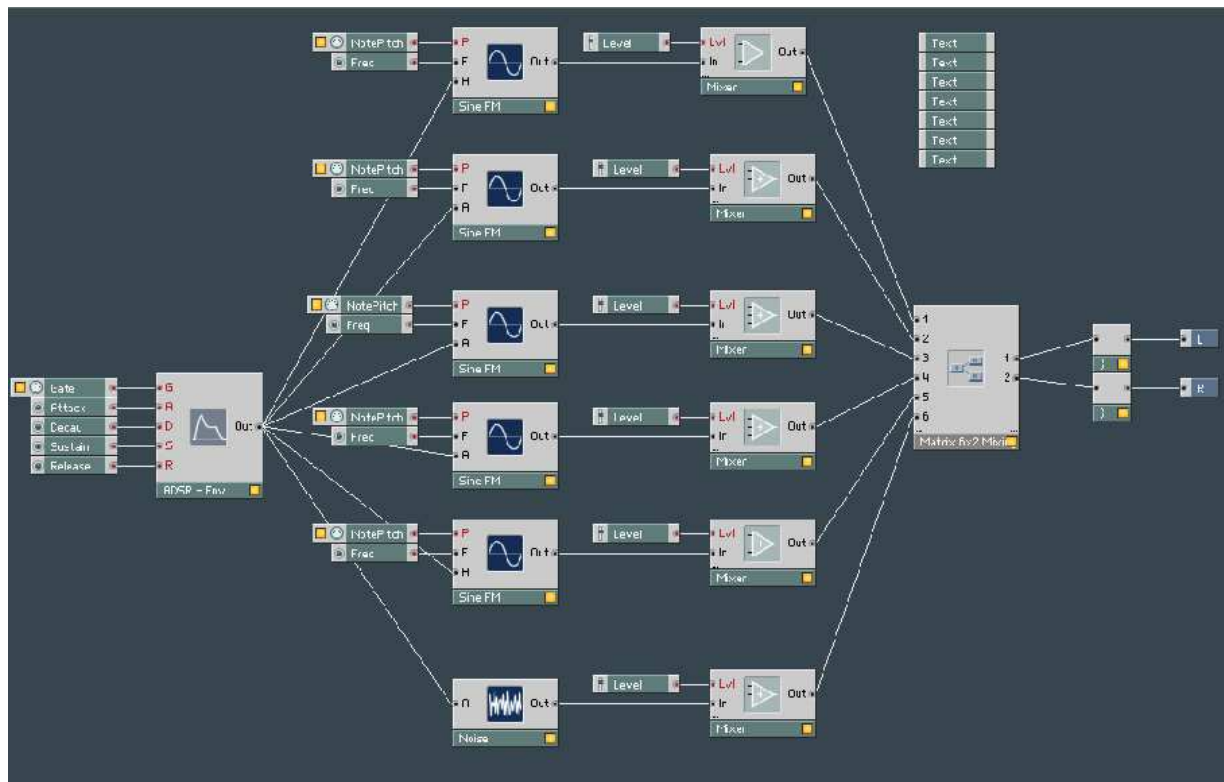 NotePitch
Freq
P
F
A
Out
Sine FM
Level
Lvl
In
...
Out
Mixer
Text
Text
Text
Text
Text
Text
Text
NotePitch
Freq
P
F
A
Out
Sine FM
Level
Lvl
In
...
Out
Mixer
NotePitch
Freq
P
F
A
Out
Sine FM
Level
Lvl
In
...
Out
Mixer
1
2
3
4
5
6
...
1
2
...
Matrix 6x2 Mixing
}
}
L
R
Gate
Attack
Decay
Sustain
Release
G
A
D
S
R
Out
ADSR - Env
NotePitch
Freq
P
F
A
Out
Sine FM
Level
Lvl
In
...
Out
Mixer
NotePitch
Freq
P
F
A
Out
Sine FM
Level
Lvl
In
...
Out
Mixer
A
Out
Noise
Level
Lvl
In
...
Out
Mixer